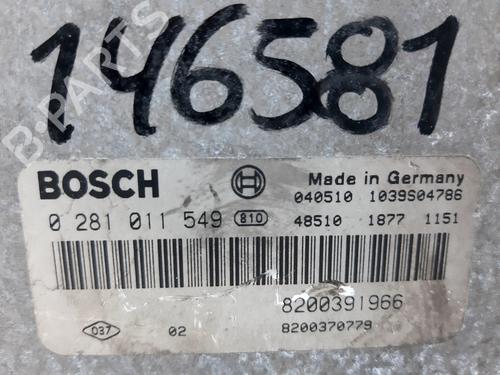 146581
B-PARTS
BOSCH
Made in Germany
040510 1039S04786
0 281 011 549 810
48510 1877 1151
8200391966
037 02
8200370779